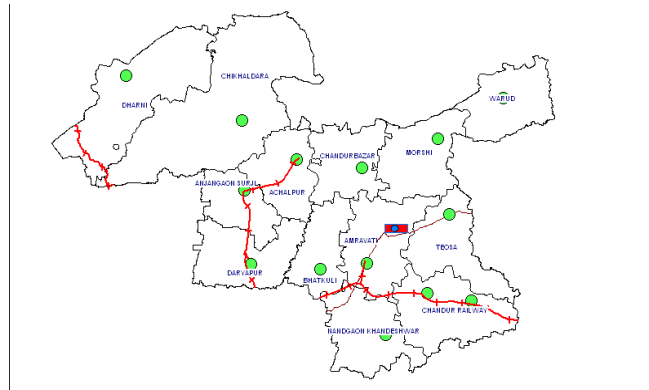 CHIKHALDARA
DHARNI
WARUD
CHANDURBAZAR
MORSHI
ANJANGAON SURJI
ACHALPUR
AMRAVATI
TEOSA
DARYAPUR
BHATKULI
CHANDUR RAILWAY
NANDGAON KHANDESHWAR